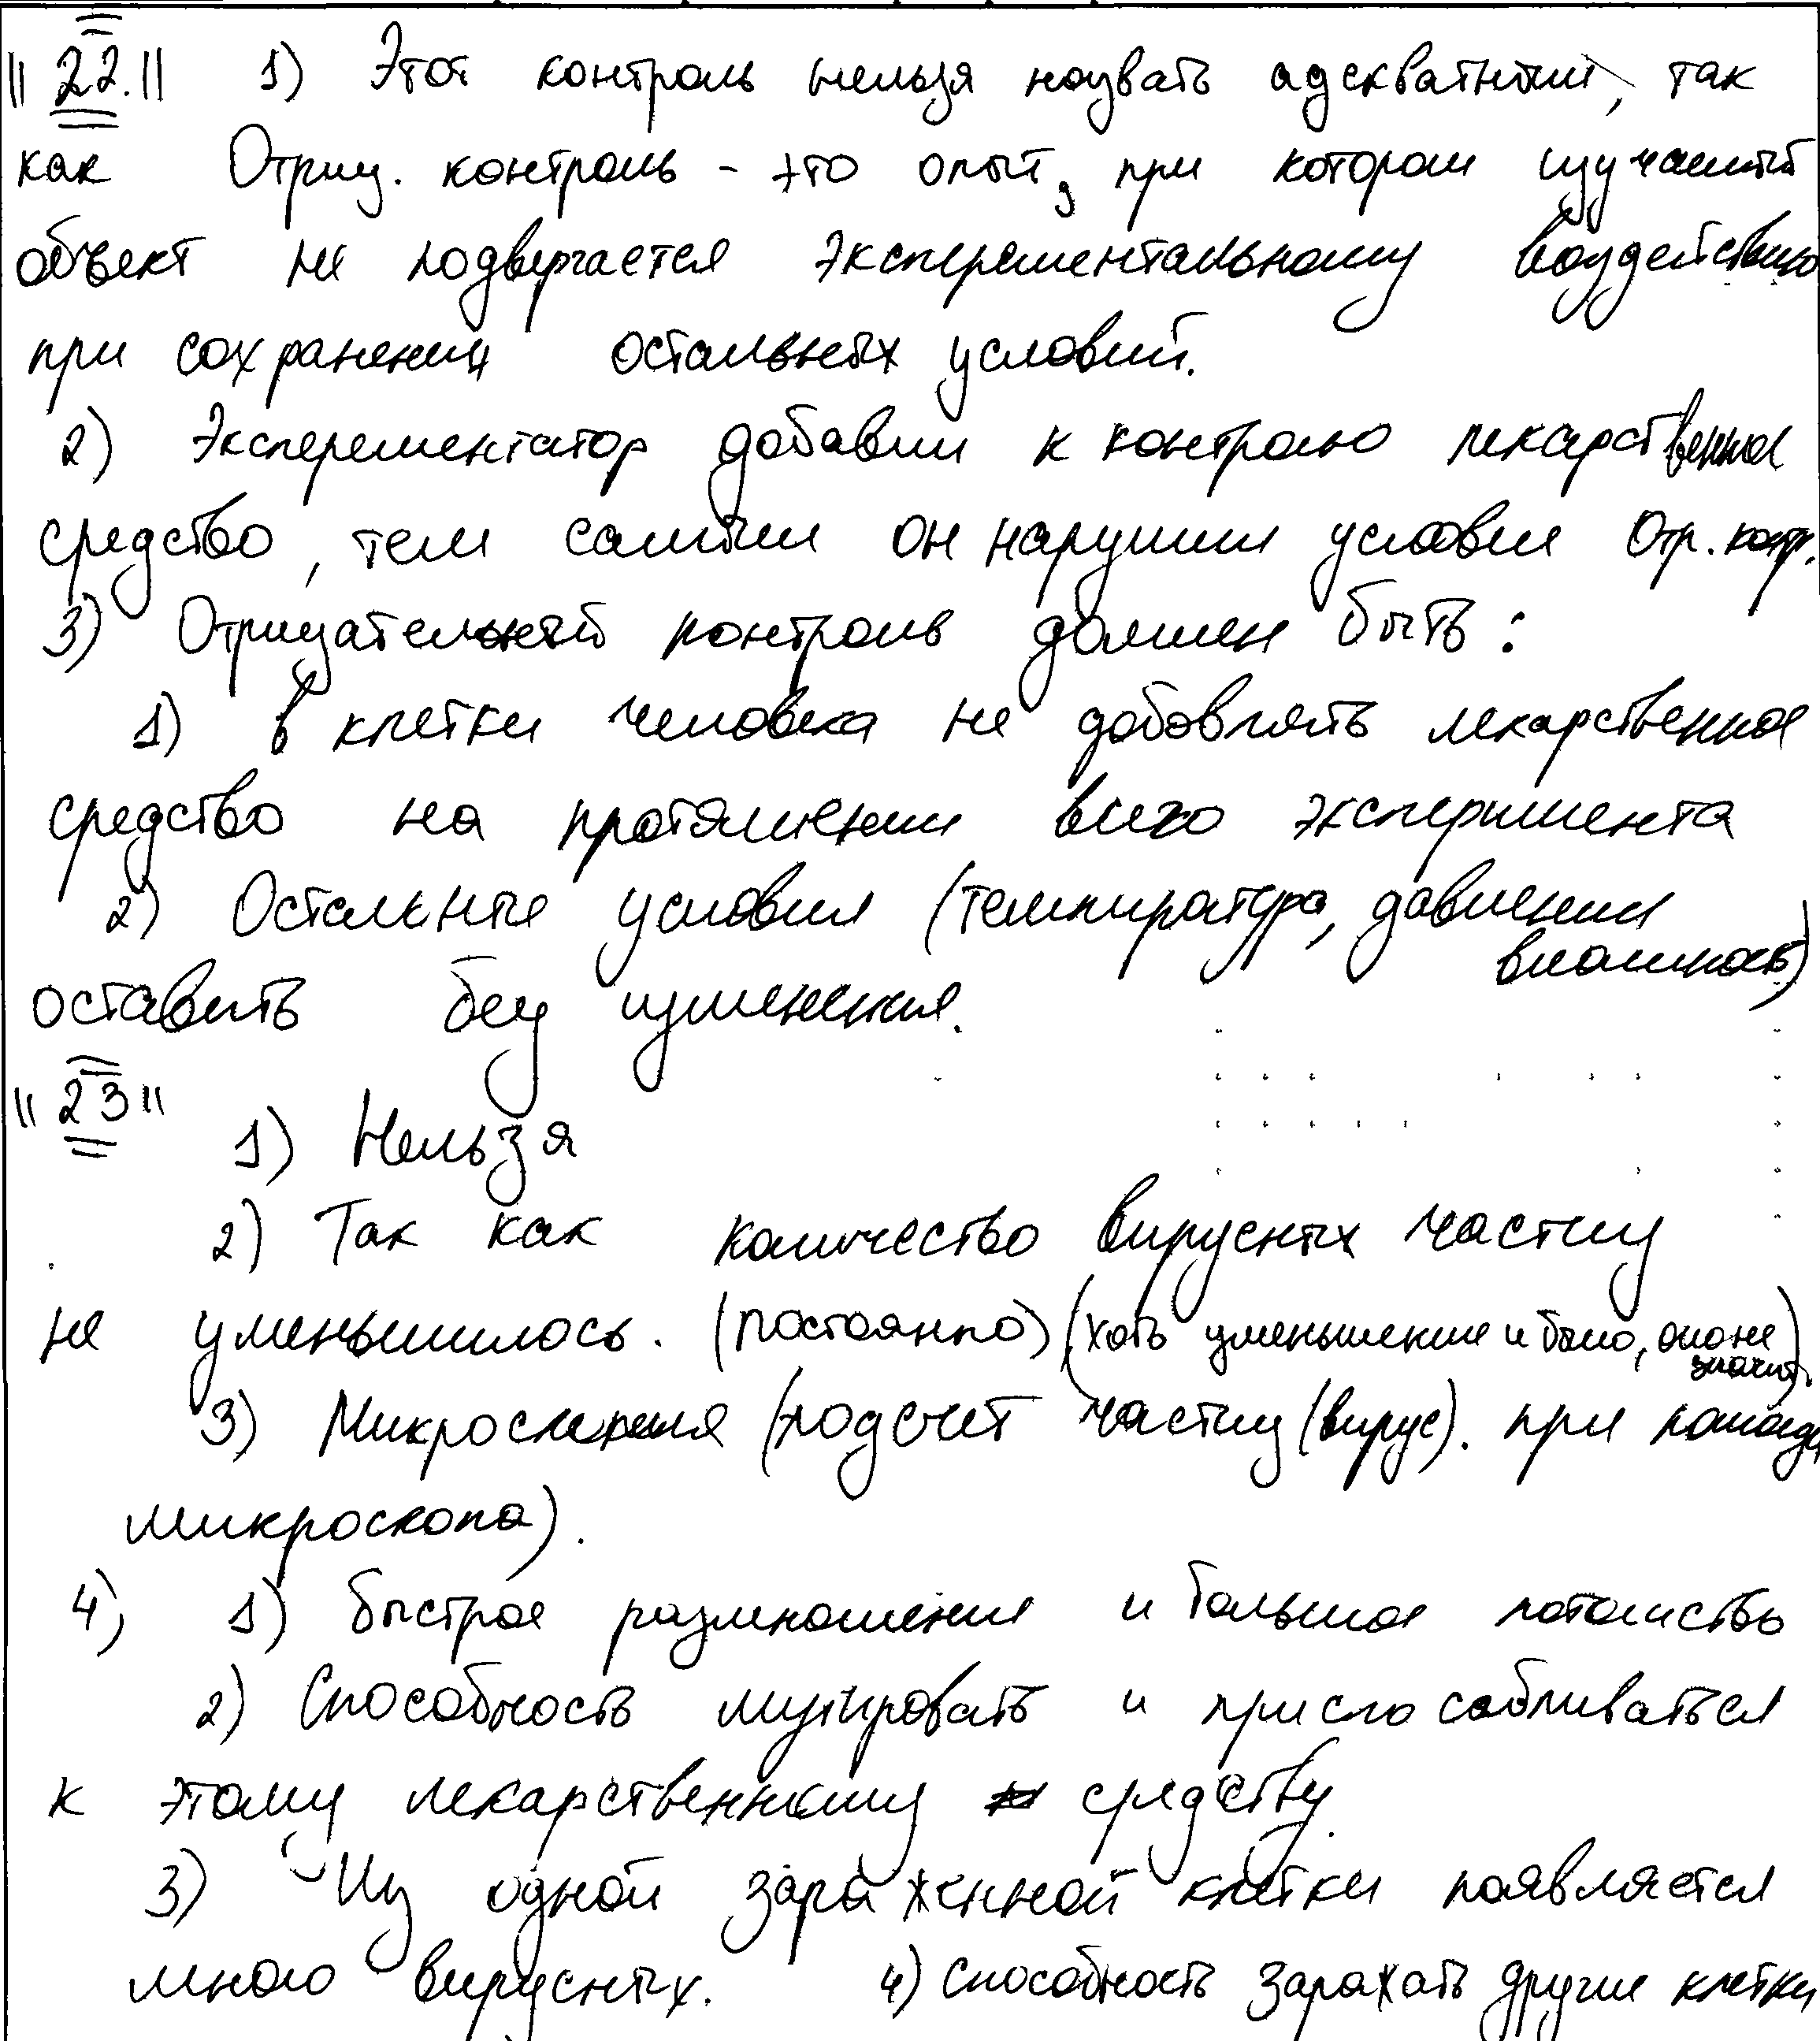 "22." 1) Этот контроль нельзя назвать адекватным, так
как Отриц. контроль - это опыт, при котором изучаемый
объект не подвергается эксперементальному воздействию
при сохранении остальных условий.
2) Эксперементатор добавил к контролю лекарственное
средство, тем самым он нарушил условие Отр. контр.
3) Отрицательный контроль должен быть:
1) в клетки человека не добовлять лекарственное
средство на протяжении всего эксперимента
2) Остальные условия (температура, давлении
влажность)
оставить без изменения.
"23" 1) Нельзя
2) Так как количество вирусных частиц
не уменьшилось. (постоянно) (хоть уменьшение и было, оно не
значит.)
3) Микроскопия (подсчет частиц (вирус). при помощи
микроскопа).
4) 1) быстрое размножение и большое потомство
2) Способность мутировать и приспосабливаться
к этому лекарственному средству.
3) Из одной зараженной клетки появляется
много вирусных. 4) способность заражать другие клетки